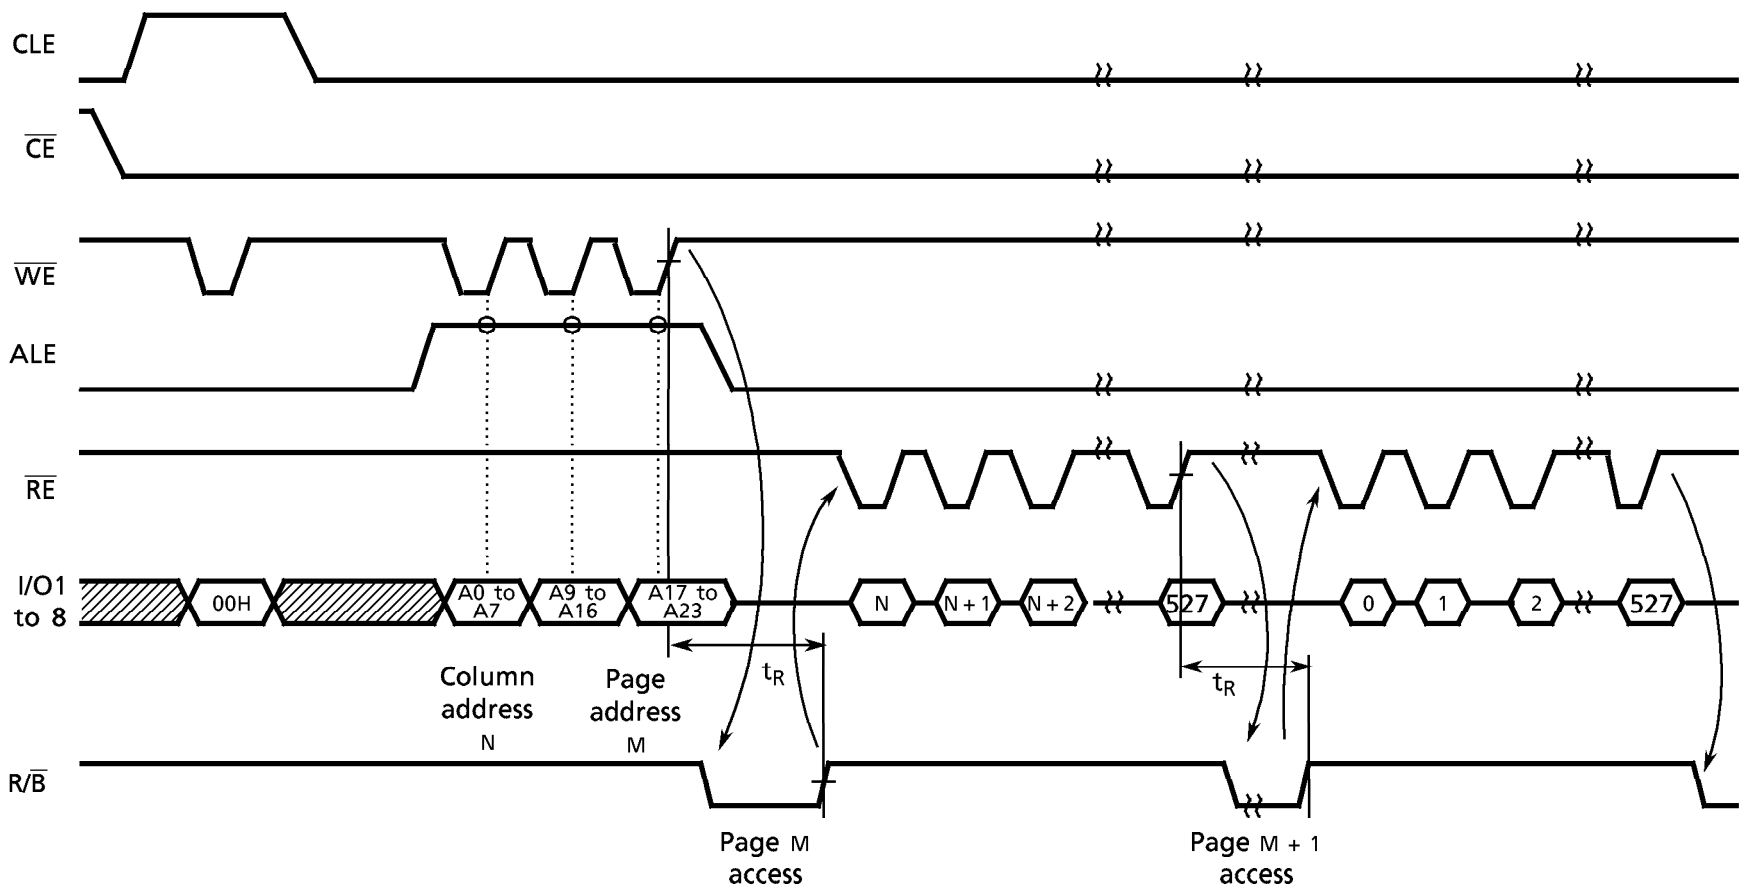 CLE
CE
WE
ALE
RE
I/O1
to 8
00H
A0 to
A7
A9 to
A16
A17 to
A23
N
N + 1
N + 2
527
0
1
2
527
tR
tR
Column
address
N
Page
address
M
R/B
Page M
access
Page M + 1
access